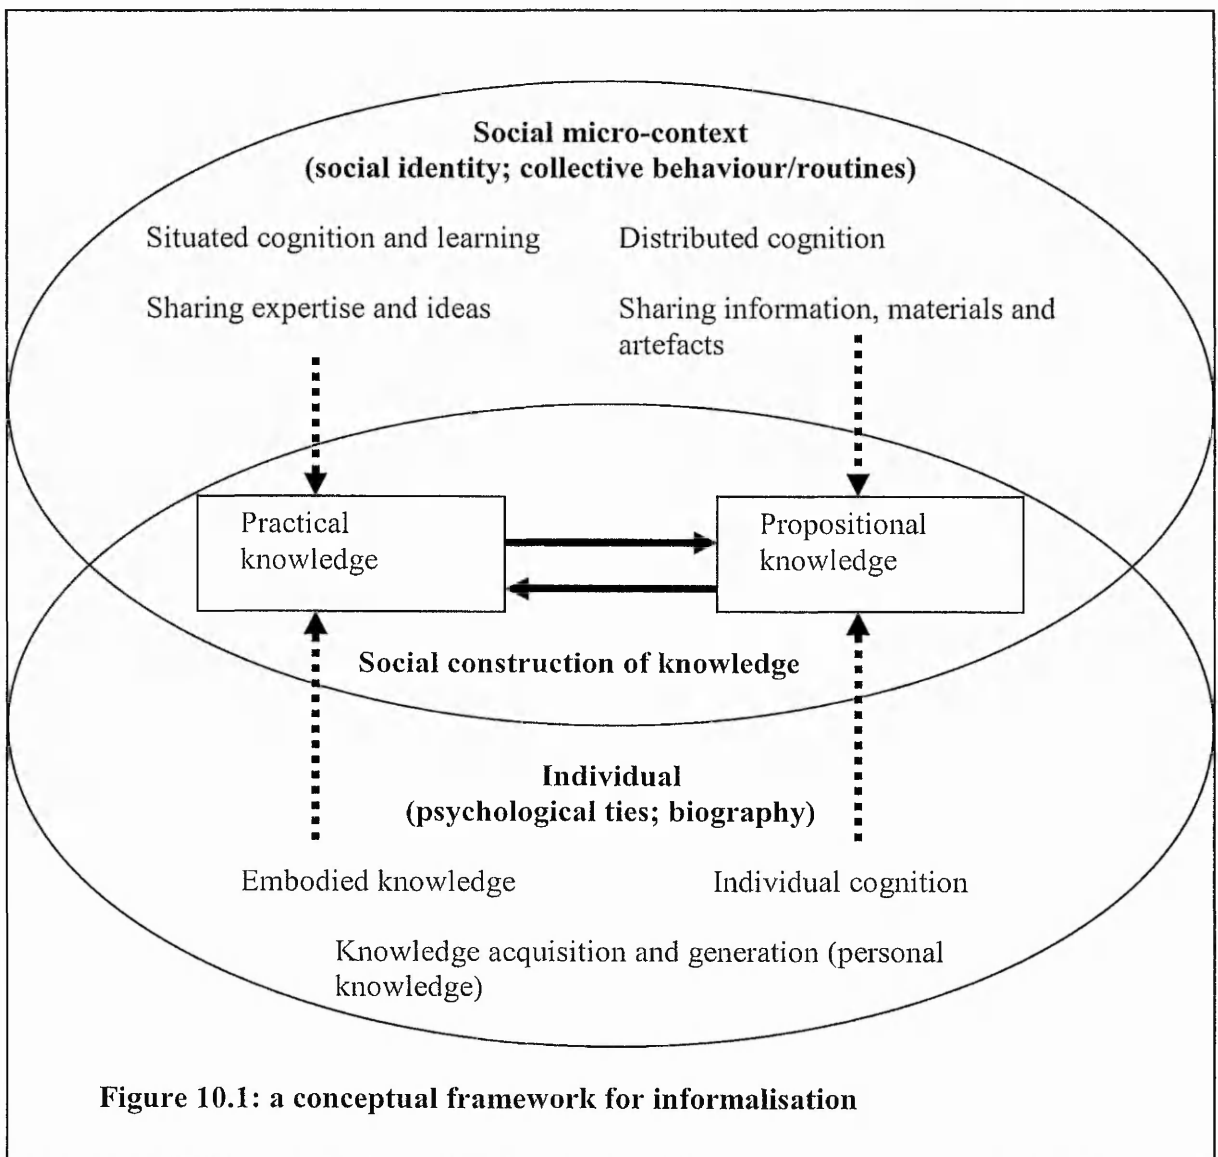 Social micro-context
(social identity; collective behaviour/routines)
Situated cognition and learning
Distributed cognition
Sharing expertise and ideas
Sharing information, materials and
artefacts
Practical
knowledge
Propositional
knowledge
Social construction of knowledge
Individual
(psychological ties; biography)
Embodied knowledge
Individual cognition
Knowledge acquisition and generation (personal
knowledge)
Figure 10.1: a conceptual framework for informalisation